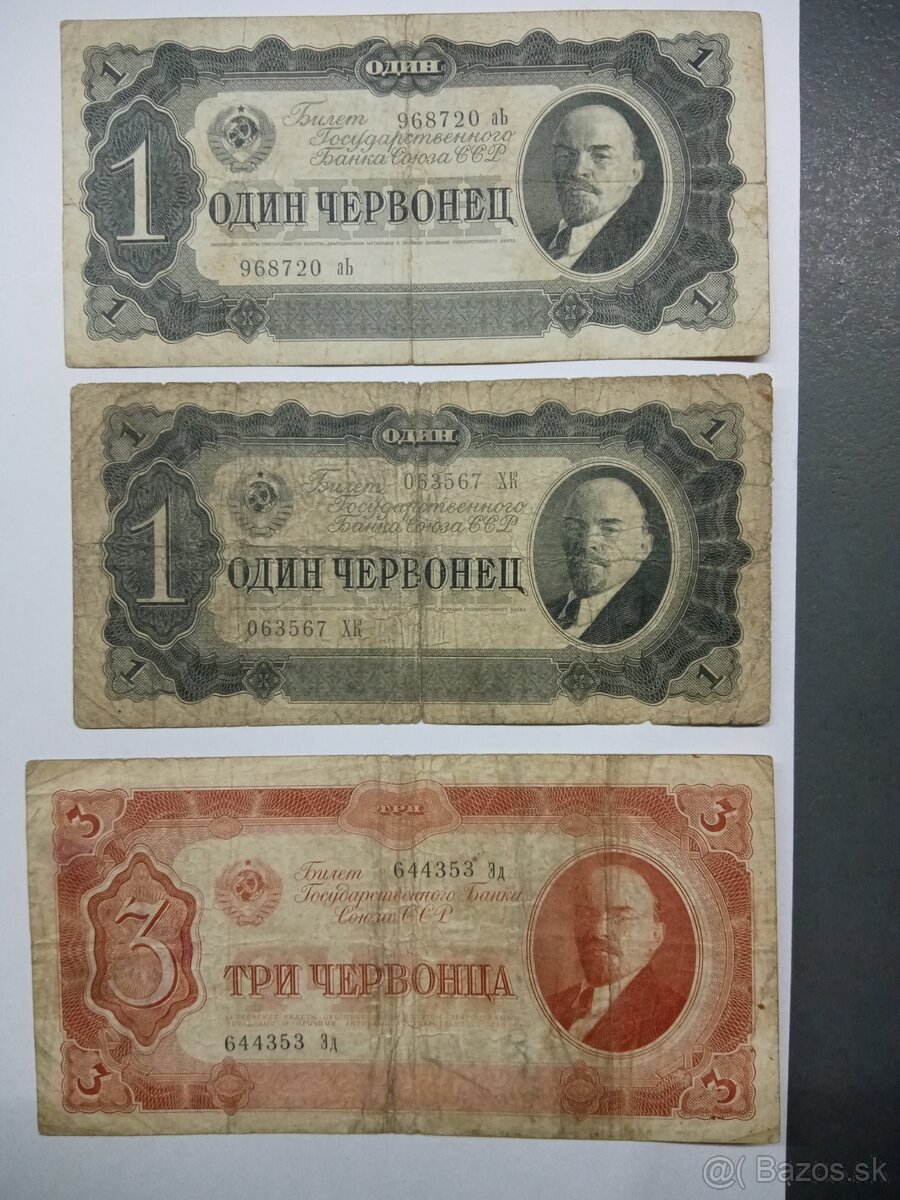 1 ОДИН 1
Билет 968720 аЬ
Государственного
Банка Союза ССР
1 ОДИН ЧЕРВОНЕЦ
968720 аЬ
1 1
1 ОДИН 1
Билет 063567 ХК
Государственного
Банка Союза ССР
1 ОДИН ЧЕРВОНЕЦ
063567 ХК
1 1
3 ТРИ 3
Билет 644353 Эд
Государственного Банка
Союза ССР
3 ТРИ ЧЕРВОНЦА
644353 Эд
3 3
@( Bazos.sk